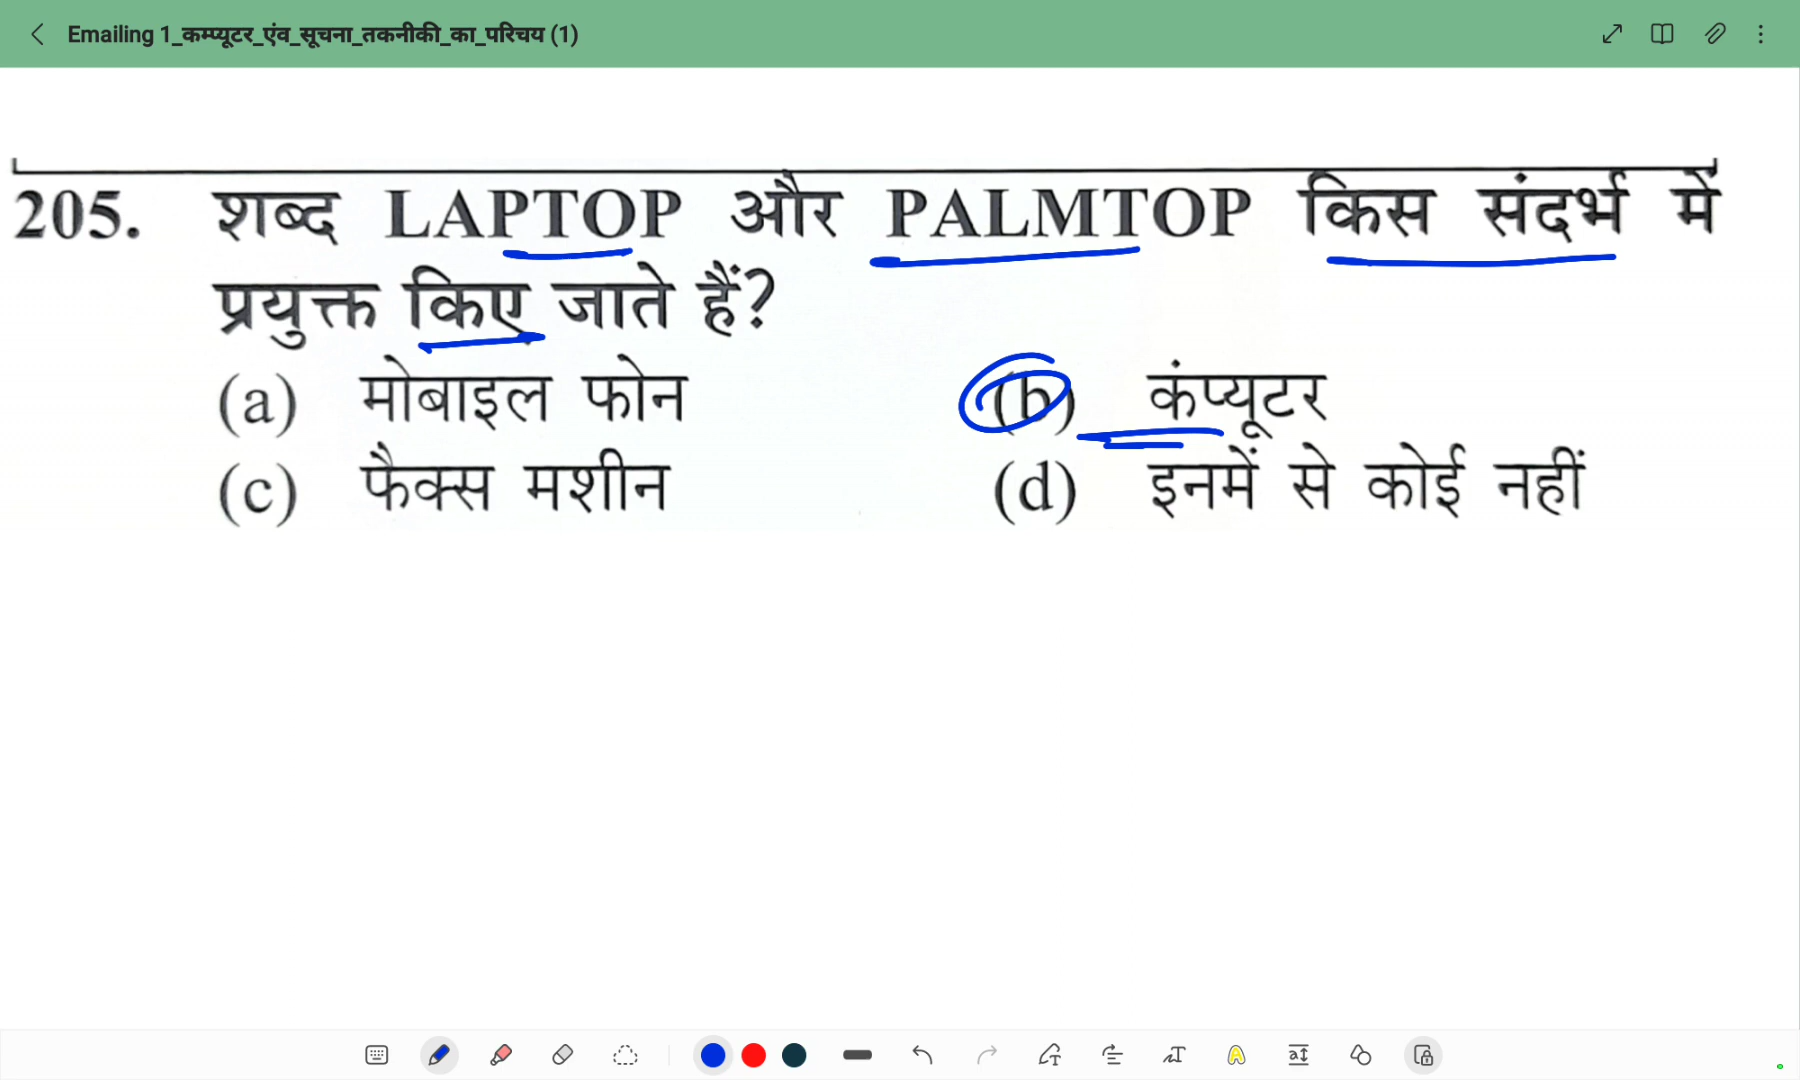 Emailing 1_कम्प्यूटर_एंव_सूचना_तकनीकी_का_परिचय (1)
205. शब्द LAPTOP और PALMTOP किस संदर्भ में
प्रयुक्त किए जाते हैं?
(a) मोबाइल फोन (b) कंप्यूटर
(c) फैक्स मशीन (d) इनमें से कोई नहीं